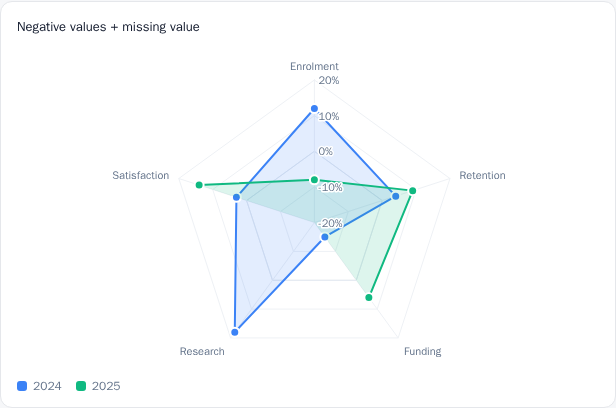 Negative values + missing value
Enrolment
20%
10%
0%
Satisfaction
Retention
-10%
-20%
Research
Funding
2024
2025